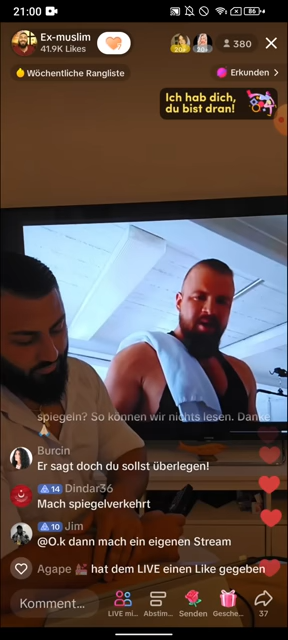 21:00
86
Ex-muslim
41.9K Likes
380
Wöchentliche Rangliste
Erkunden >
Ich hab dich,
du bist dran!
spiegeln? So können wir nichts lesen. Danke
Burcin
Er sagt doch du sollst überlegen!
14 Dindar36
Mach spiegelverkehrt
10 Jim
@O.k dann mach ein eigenen Stream
Agape hat dem LIVE einen Like gegeben
Komment...
LIVE mi...
Abstim...
Senden
Gesche...
37